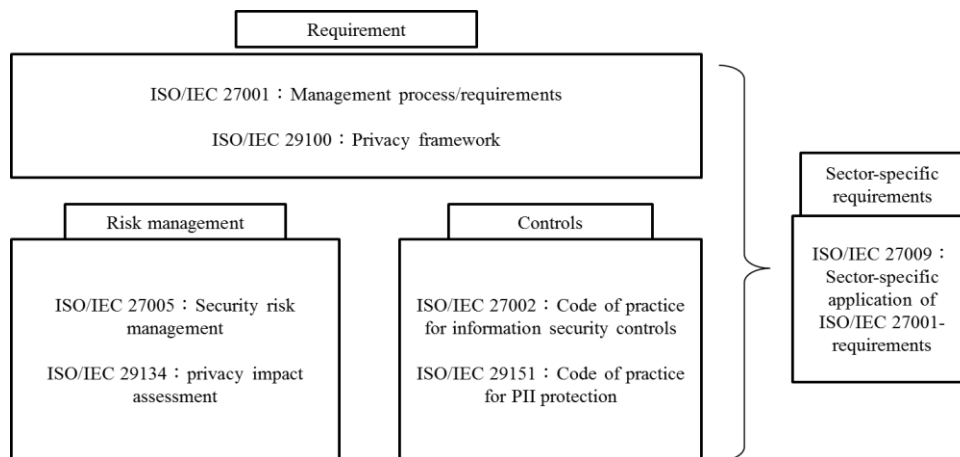 Requirement
ISO/IEC 27001：Management process/requirements
ISO/IEC 29100：Privacy framework
Risk management
ISO/IEC 27005：Security risk
management
ISO/IEC 29134：privacy impact
assessment
Controls
ISO/IEC 27002：Code of practice
for information security controls
ISO/IEC 29151：Code of practice
for PII protection
Sector-specific
requirements
ISO/IEC 27009：
Sector-specific
application of
ISO/IEC 27001-
requirements